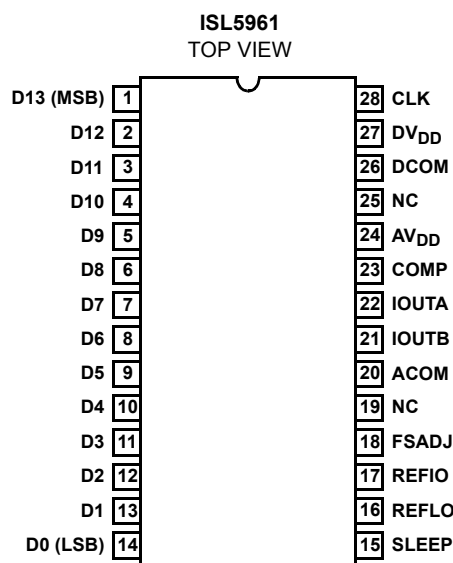 ISL5961
TOP VIEW
D13 (MSB) 1 28 CLK
D12 2 27 DVDD
D11 3 26 DCOM
D10 4 25 NC
D9 5 24 AVDD
D8 6 23 COMP
D7 7 22 IOUTA
D6 8 21 IOUTB
D5 9 20 ACOM
D4 10 19 NC
D3 11 18 FSADJ
D2 12 17 REFIO
D1 13 16 REFLO
D0 (LSB) 14 15 SLEEP